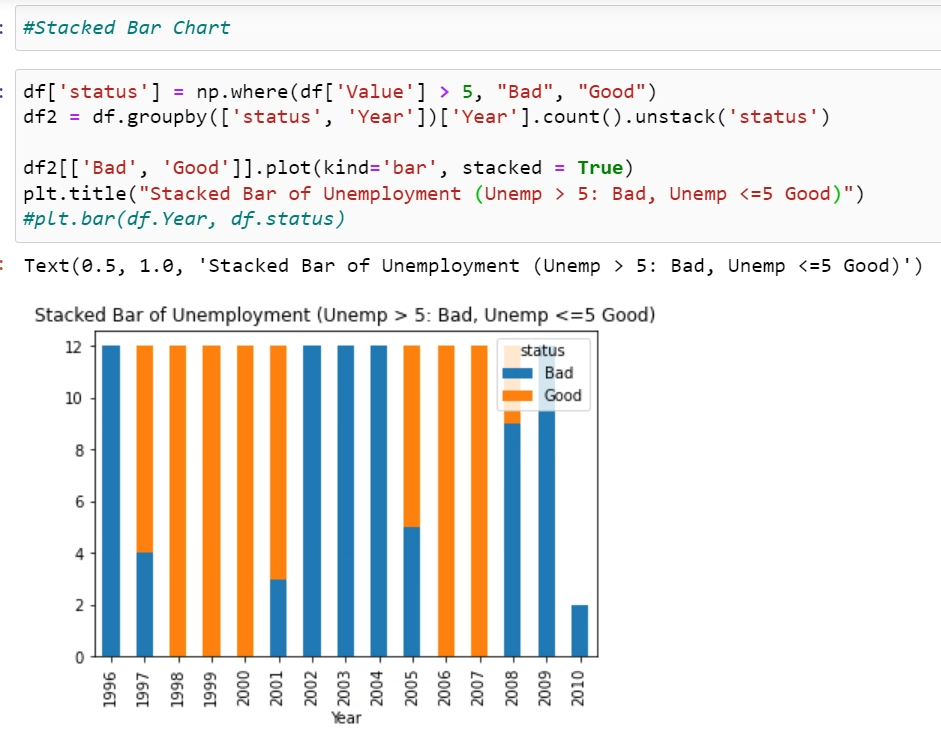 #Stacked Bar Chart
df['status'] = np.where(df['Value'] > 5, "Bad", "Good")
df2 = df.groupby(['status', 'Year'])['Year'].count().unstack('status')
df2[['Bad', 'Good']].plot(kind='bar', stacked = True)
plt.title("Stacked Bar of Unemployment (Unemp > 5: Bad, Unemp <=5 Good)")
#plt.bar(df.Year, df.status)
Text(0.5, 1.0, 'Stacked Bar of Unemployment (Unemp > 5: Bad, Unemp <=5 Good)')
Stacked Bar of Unemployment (Unemp > 5: Bad, Unemp <=5 Good)
status
Bad
Good
12
10
8
6
4
2
0
1996 1997 1998 1999 2000 2001 2002 2003 2004 2005 2006 2007 2008 2009 2010
Year